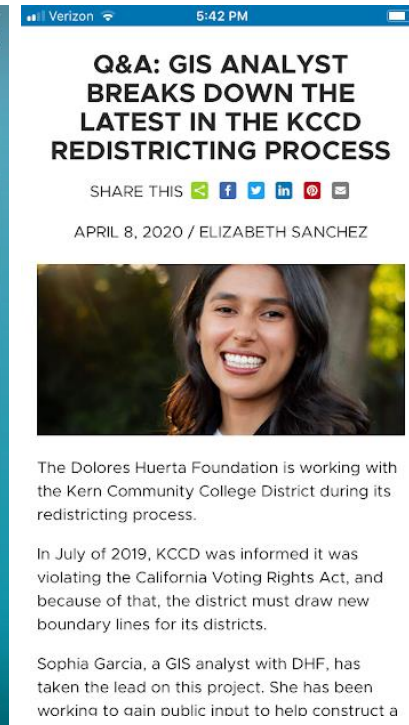 Verizon 5:42 PM
Q&A: GIS ANALYST
BREAKS DOWN THE
LATEST IN THE KCCD
REDISTRICTING PROCESS
SHARE THIS
APRIL 8, 2020 / ELIZABETH SANCHEZ
The Dolores Huerta Foundation is working with
the Kern Community College District during its
redistricting process.
In July of 2019, KCCD was informed it was
violating the California Voting Rights Act, and
because of that, the district must draw new
boundary lines for its districts.
Sophia Garcia, a GIS analyst with DHF, has
taken the lead on this project. She has been
working to gain public input to help construct a